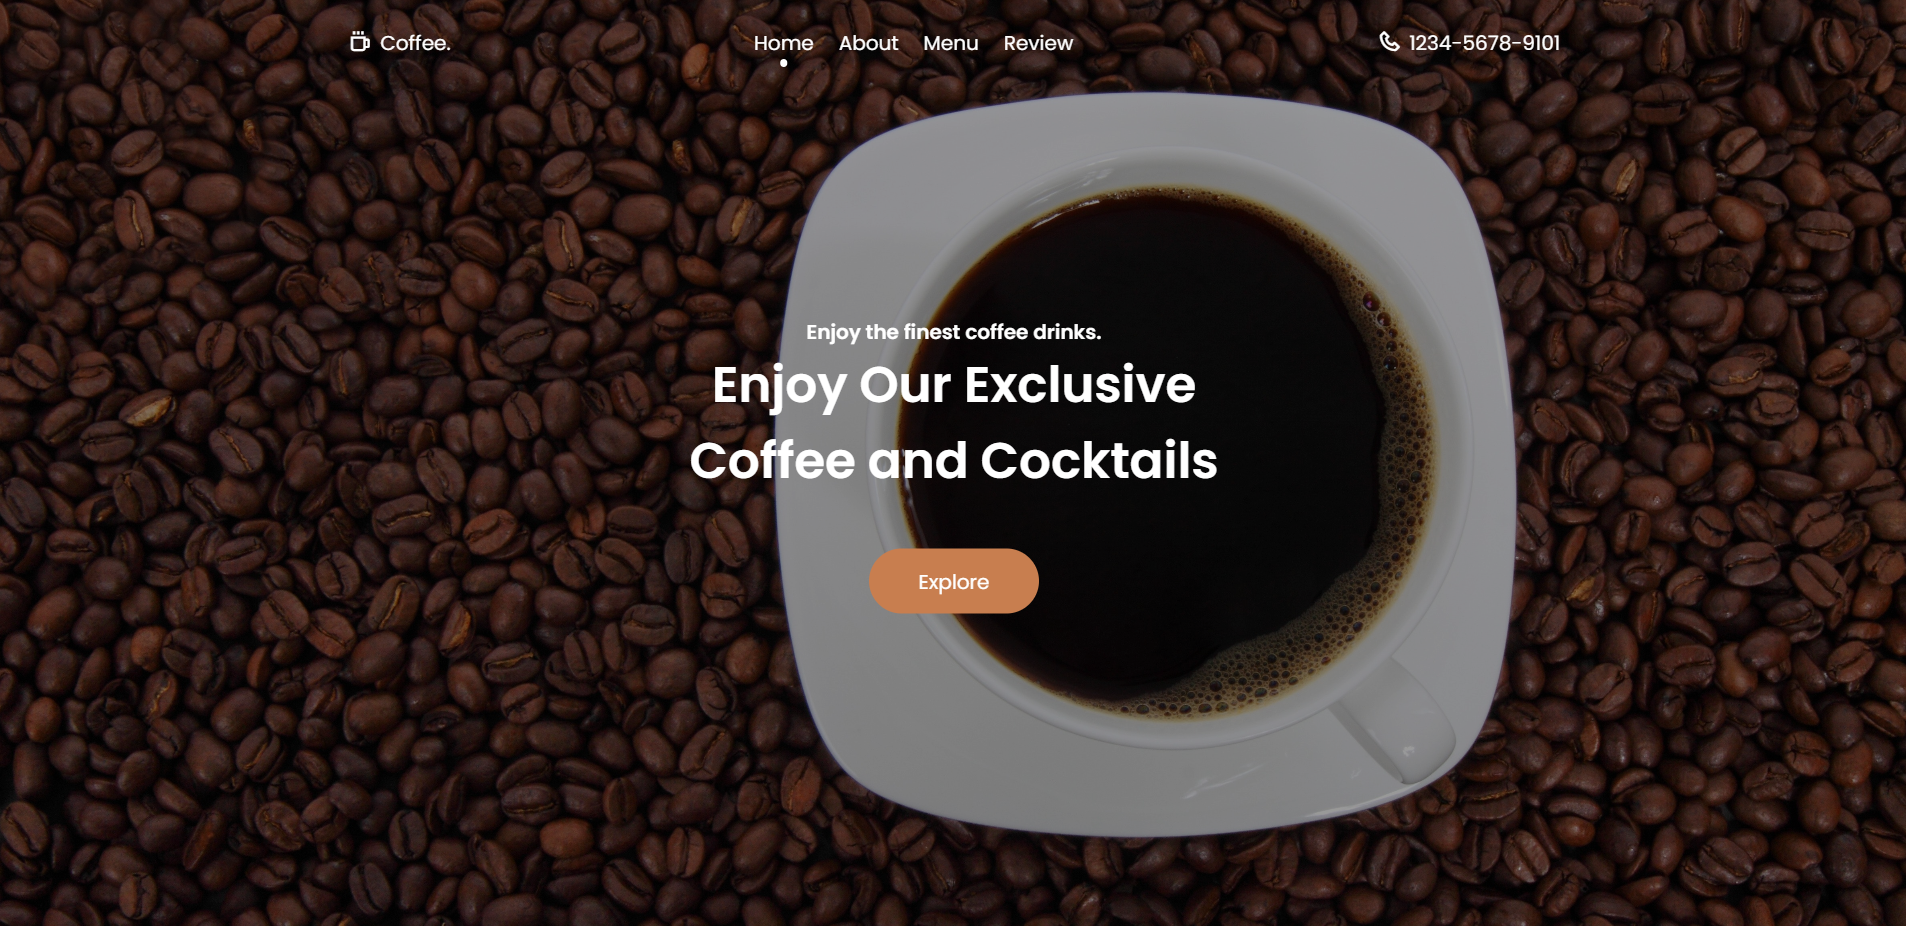 Coffee.
Home About Menu Review
1234-5678-9101
Enjoy the finest coffee drinks.
Enjoy Our Exclusive
Coffee and Cocktails
Explore